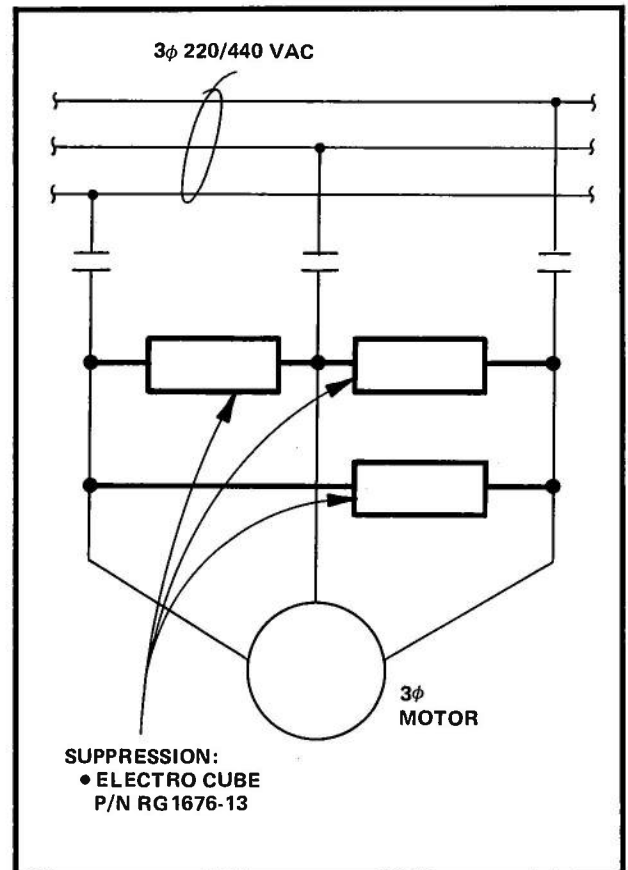 3ϕ 220/440 VAC
3ϕ
MOTOR
SUPPRESSION:
• ELECTRO CUBE
P/N RG1676-13